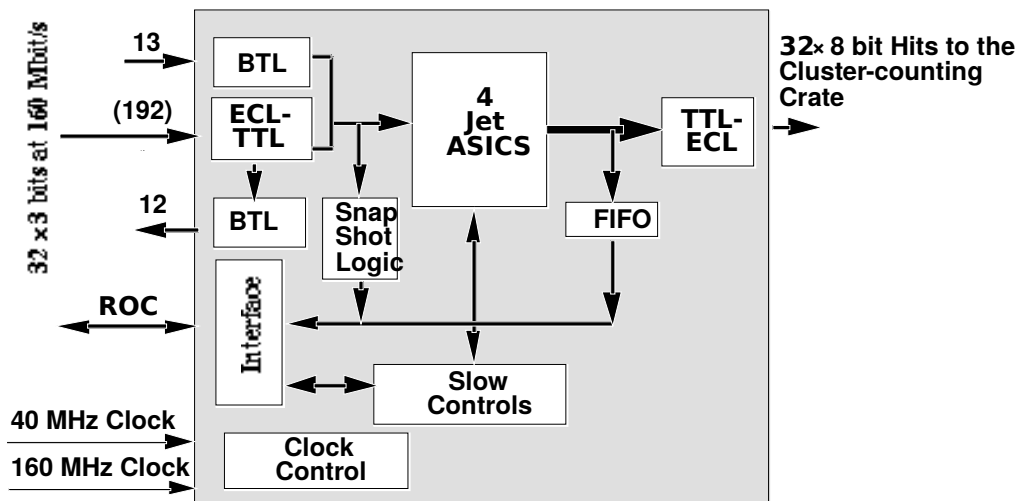 32 x 3 bits at 160 Mbit/s
13
(192)
12
ROC
40 MHz Clock
160 MHz Clock
BTL
ECL-
TTL
BTL
Snap
Shot
Logic
Interface
4
Jet
ASICS
TTL-
ECL
FIFO
Slow
Controls
Clock
Control
32× 8 bit Hits to the
Cluster-counting
Crate